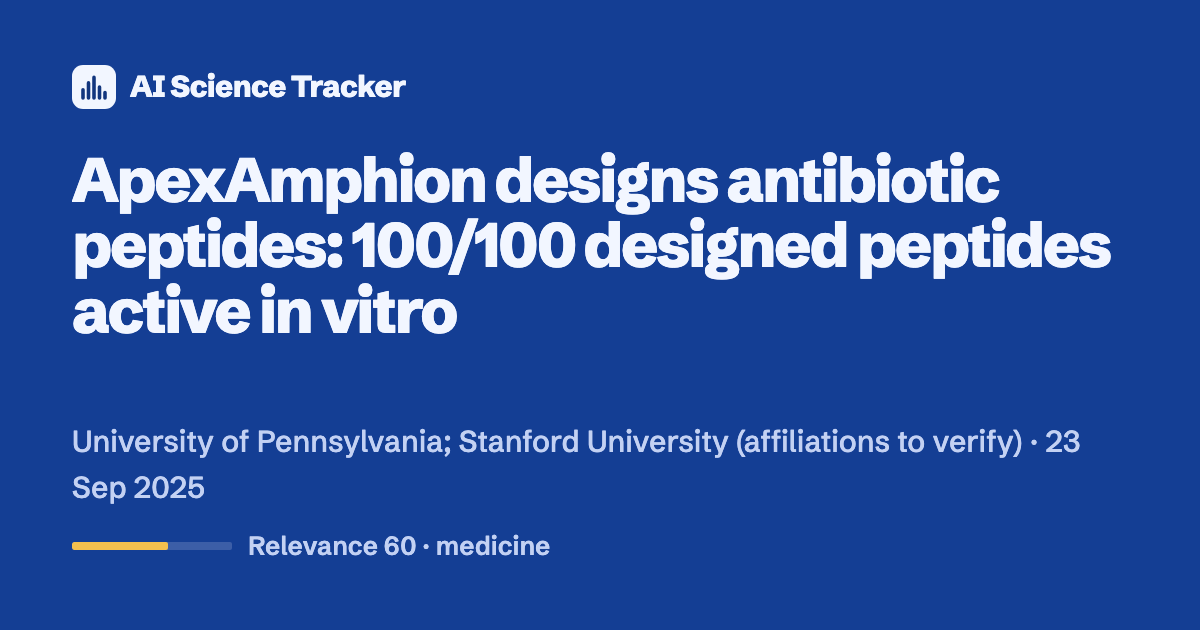 AI Science Tracker
ApexAmphion designs antibiotic
peptides: 100/100 designed peptides
active in vitro
University of Pennsylvania; Stanford University (affiliations to verify) · 23
Sep 2025
Relevance 60 · medicine